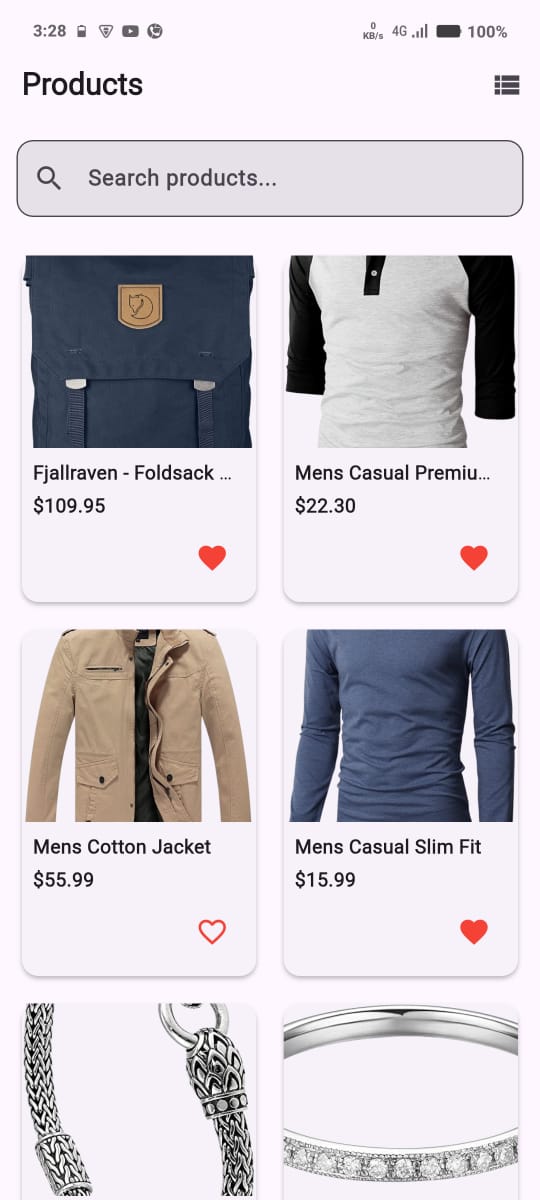 3:28
0
KB/s
4G
100%
Products
Search products...
Fjallraven - Foldsack ...
$109.95
Mens Casual Premiu...
$22.30
Mens Cotton Jacket
$55.99
Mens Casual Slim Fit
$15.99